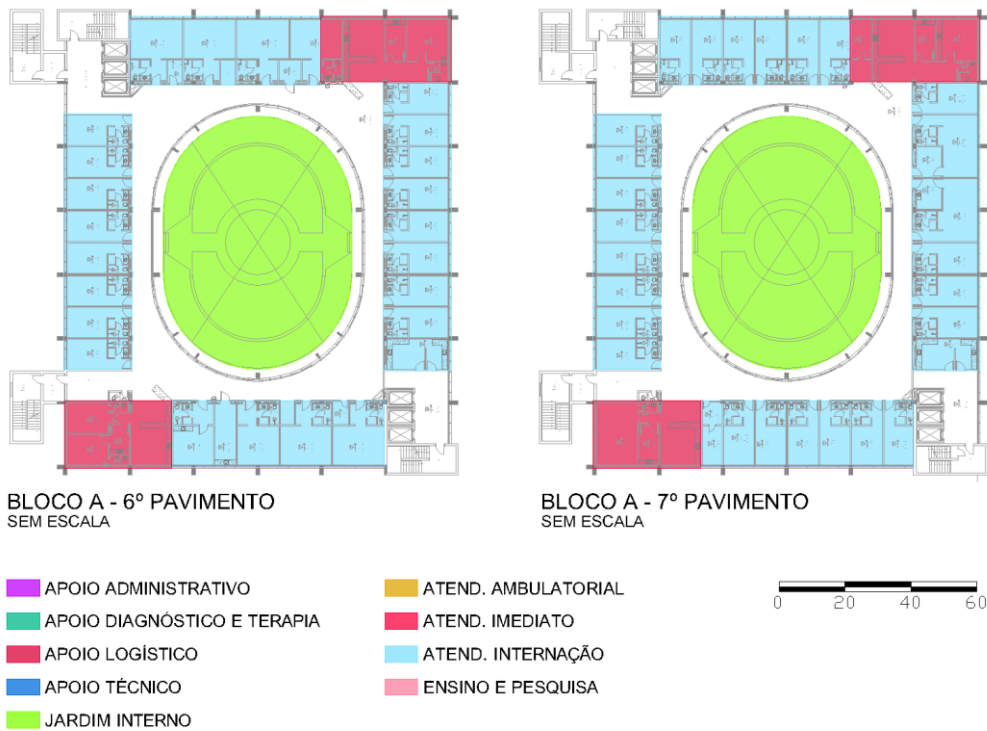 BLOCO A - 6º PAVIMENTO
SEM ESCALA
BLOCO A - 7º PAVIMENTO
SEM ESCALA
APOIO ADMINISTRATIVO
APOIO DIAGNÓSTICO E TERAPIA
APOIO LOGÍSTICO
APOIO TÉCNICO
JARDIM INTERNO
ATEND. AMBULATORIAL
ATEND. IMEDIATO
ATEND. INTERNAÇÃO
ENSINO E PESQUISA
0 20 40 60